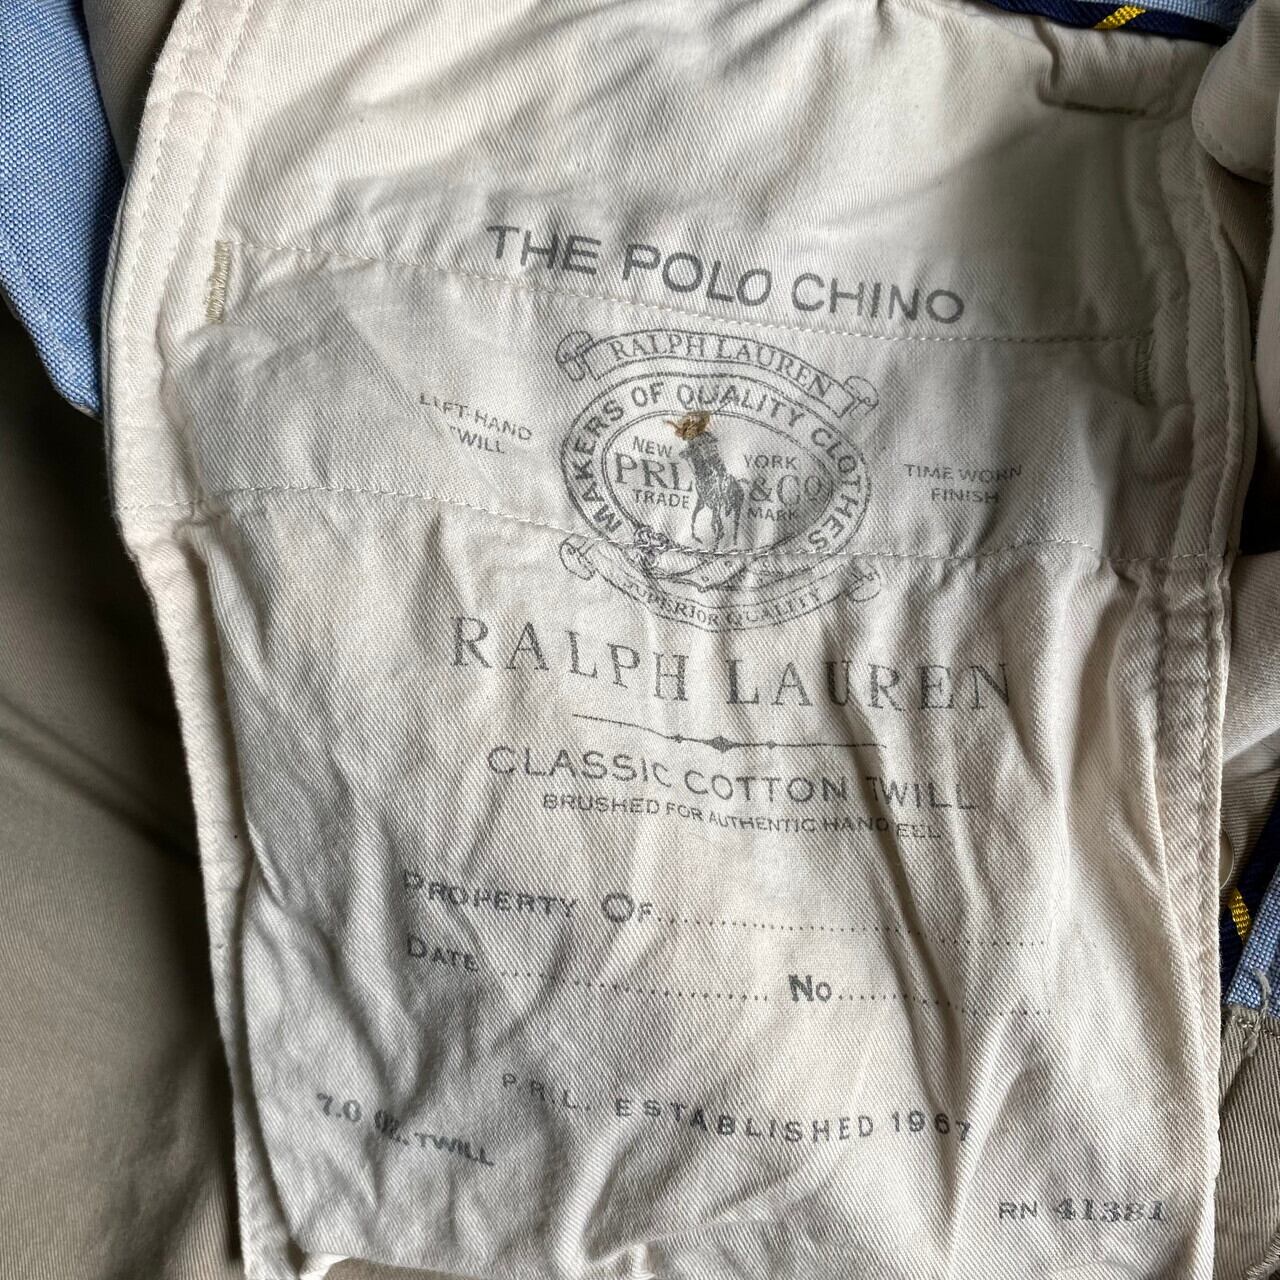 THE POLO CHINO
RALPH LAUREN
MAKERS OF QUALITY CLOTHES
LEFT HAND
TWILL
NEW YORK
PRL & CO
TRADE MARK
TIME WORN
FINISH
SUPERIOR QUALITY
RALPH LAUREN
CLASSIC COTTON TWILL
BRUSHED FOR AUTHENTIC HAND FEEL
PROPERTY OF
DATE No
P.R.L. ESTABLISHED 1967
7.0 OZ. TWILL
RN 41381